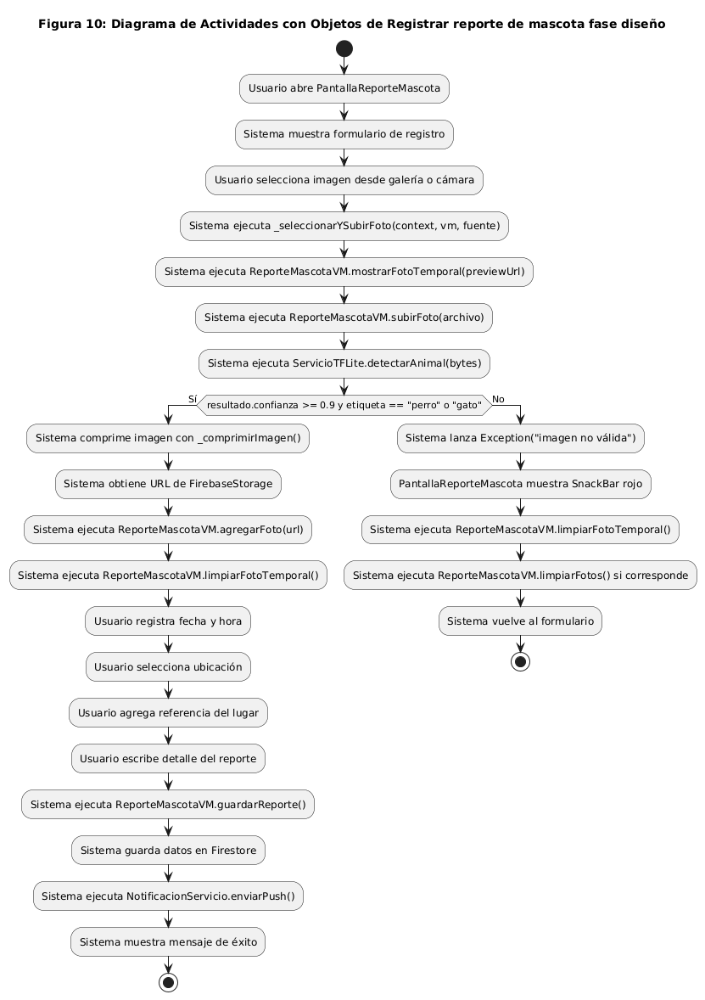 Figura 10: Diagrama de Actividades con Objetos de Registrar reporte de mascota fase diseño
Usuario abre PantallaReporteMascota
Sistema muestra formulario de registro
Usuario selecciona imagen desde galería o cámara
Sistema ejecuta _seleccionarYSubirFoto(context, vm, fuente)
Sistema ejecuta ReporteMascotaVM.mostrarFotoTemporal(previewUrl)
Sistema ejecuta ReporteMascotaVM.subirFoto(archivo)
Sistema ejecuta ServicioTFLite.detectarAnimal(bytes)
resultado.confianza >= 0.9 y etiqueta == "perro" o "gato"
Sí
Sistema comprime imagen con _comprimirImagen()
Sistema obtiene URL de FirebaseStorage
Sistema ejecuta ReporteMascotaVM.agregarFoto(url)
Sistema ejecuta ReporteMascotaVM.limpiarFotoTemporal()
Usuario registra fecha y hora
Usuario selecciona ubicación
Usuario agrega referencia del lugar
Usuario escribe detalle del reporte
Sistema ejecuta ReporteMascotaVM.guardarReporte()
Sistema guarda datos en Firestore
Sistema ejecuta NotificacionServicio.enviarPush()
Sistema muestra mensaje de éxito
No
Sistema lanza Exception("imagen no válida")
PantallaReporteMascota muestra SnackBar rojo
Sistema ejecuta ReporteMascotaVM.limpiarFotoTemporal()
Sistema ejecuta ReporteMascotaVM.limpiarFotos() si corresponde
Sistema vuelve al formulario